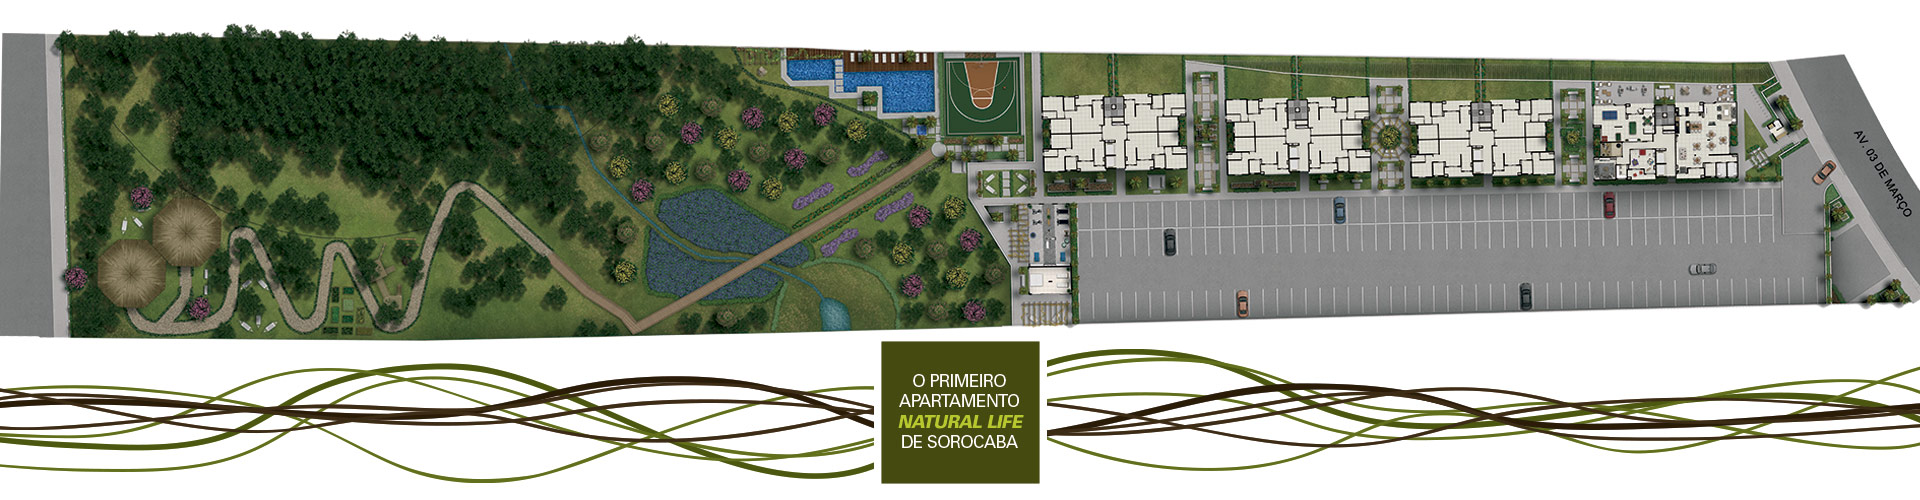 AV. 03 DE MARÇO
O PRIMEIRO
APARTAMENTO
NATURAL LIFE
DE SOROCABA